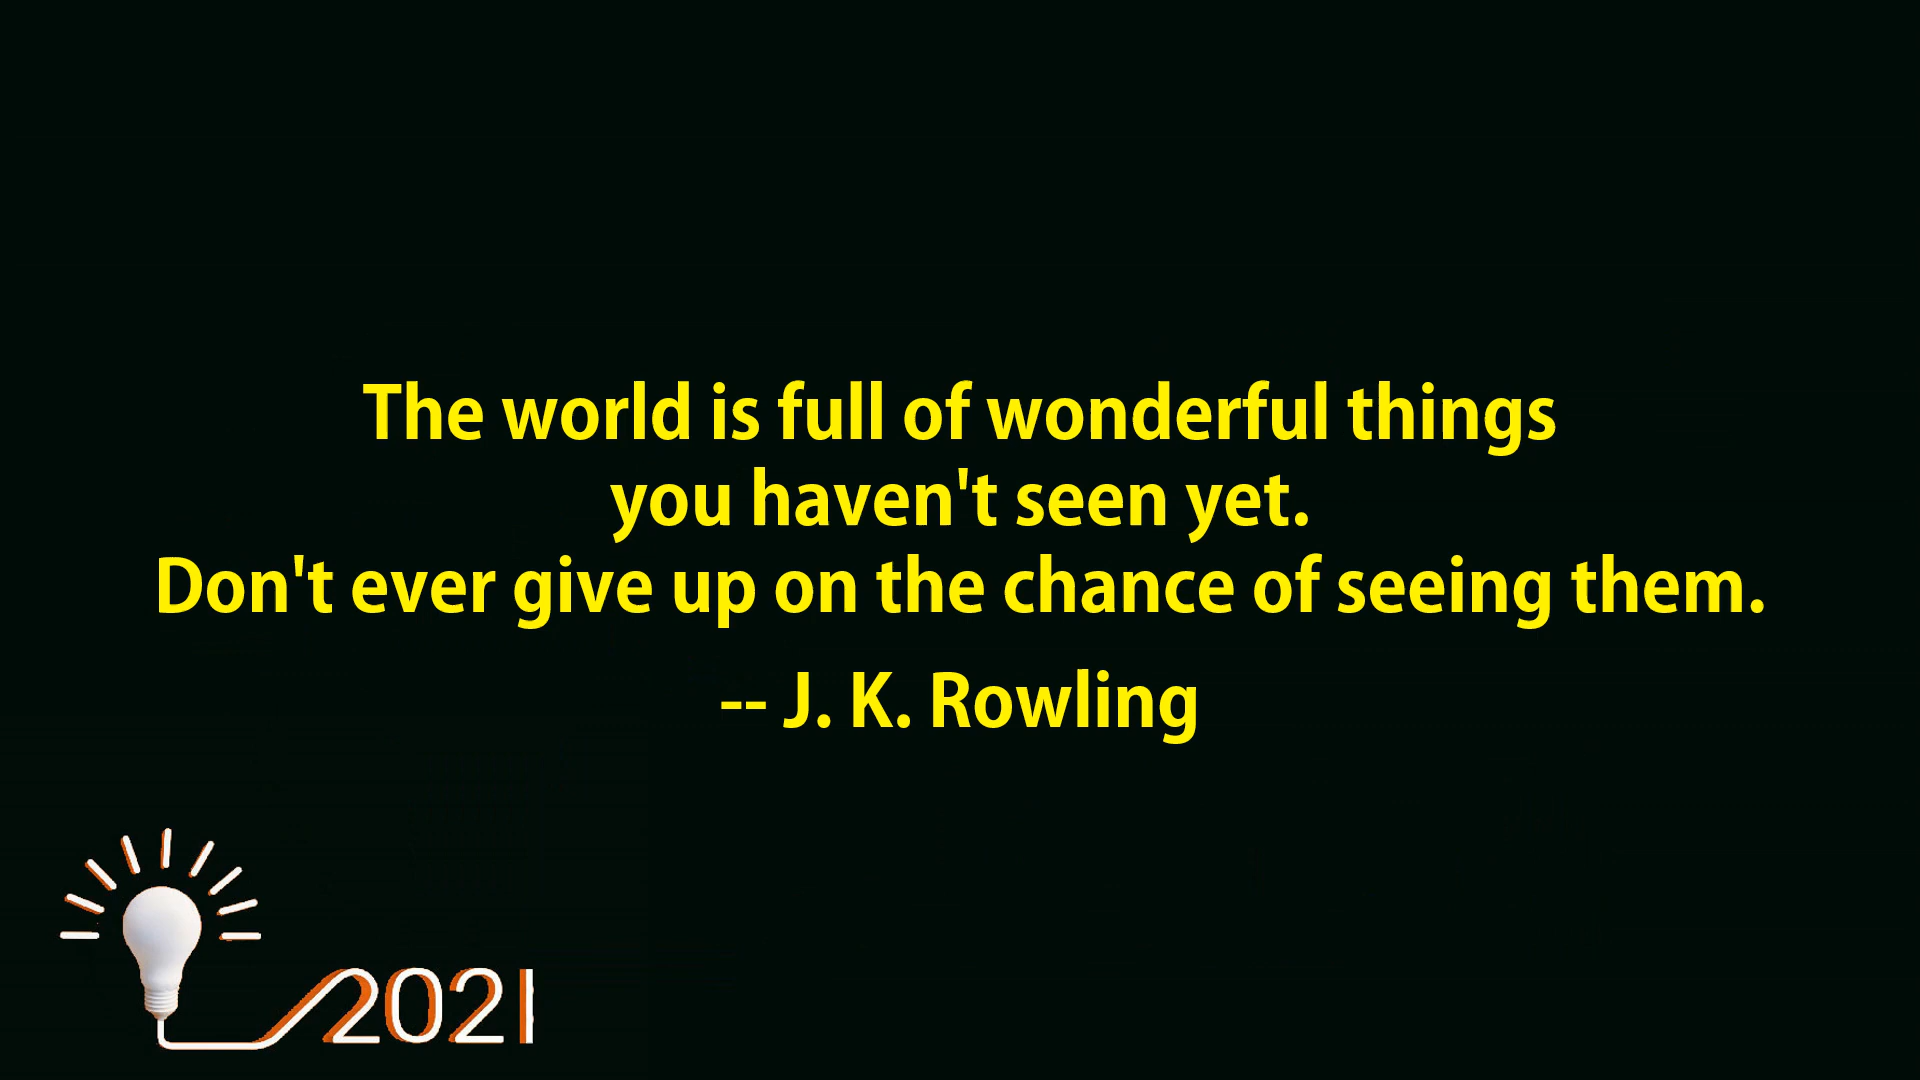 The world is full of wonderful things
you haven't seen yet.
Don't ever give up on the chance of seeing them.
-- J. K. Rowling
2021